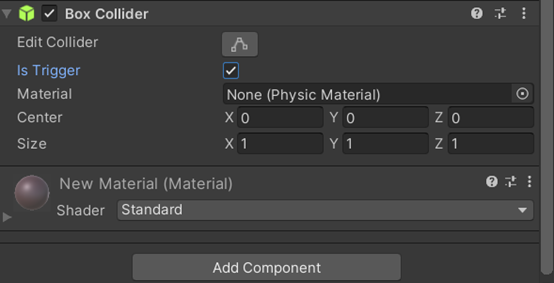 Box Collider
Edit Collider
Is Trigger
Material None (Physic Material)
Center X 0 Y 0 Z 0
Size X 1 Y 1 Z 1
New Material (Material)
Shader Standard
Add Component